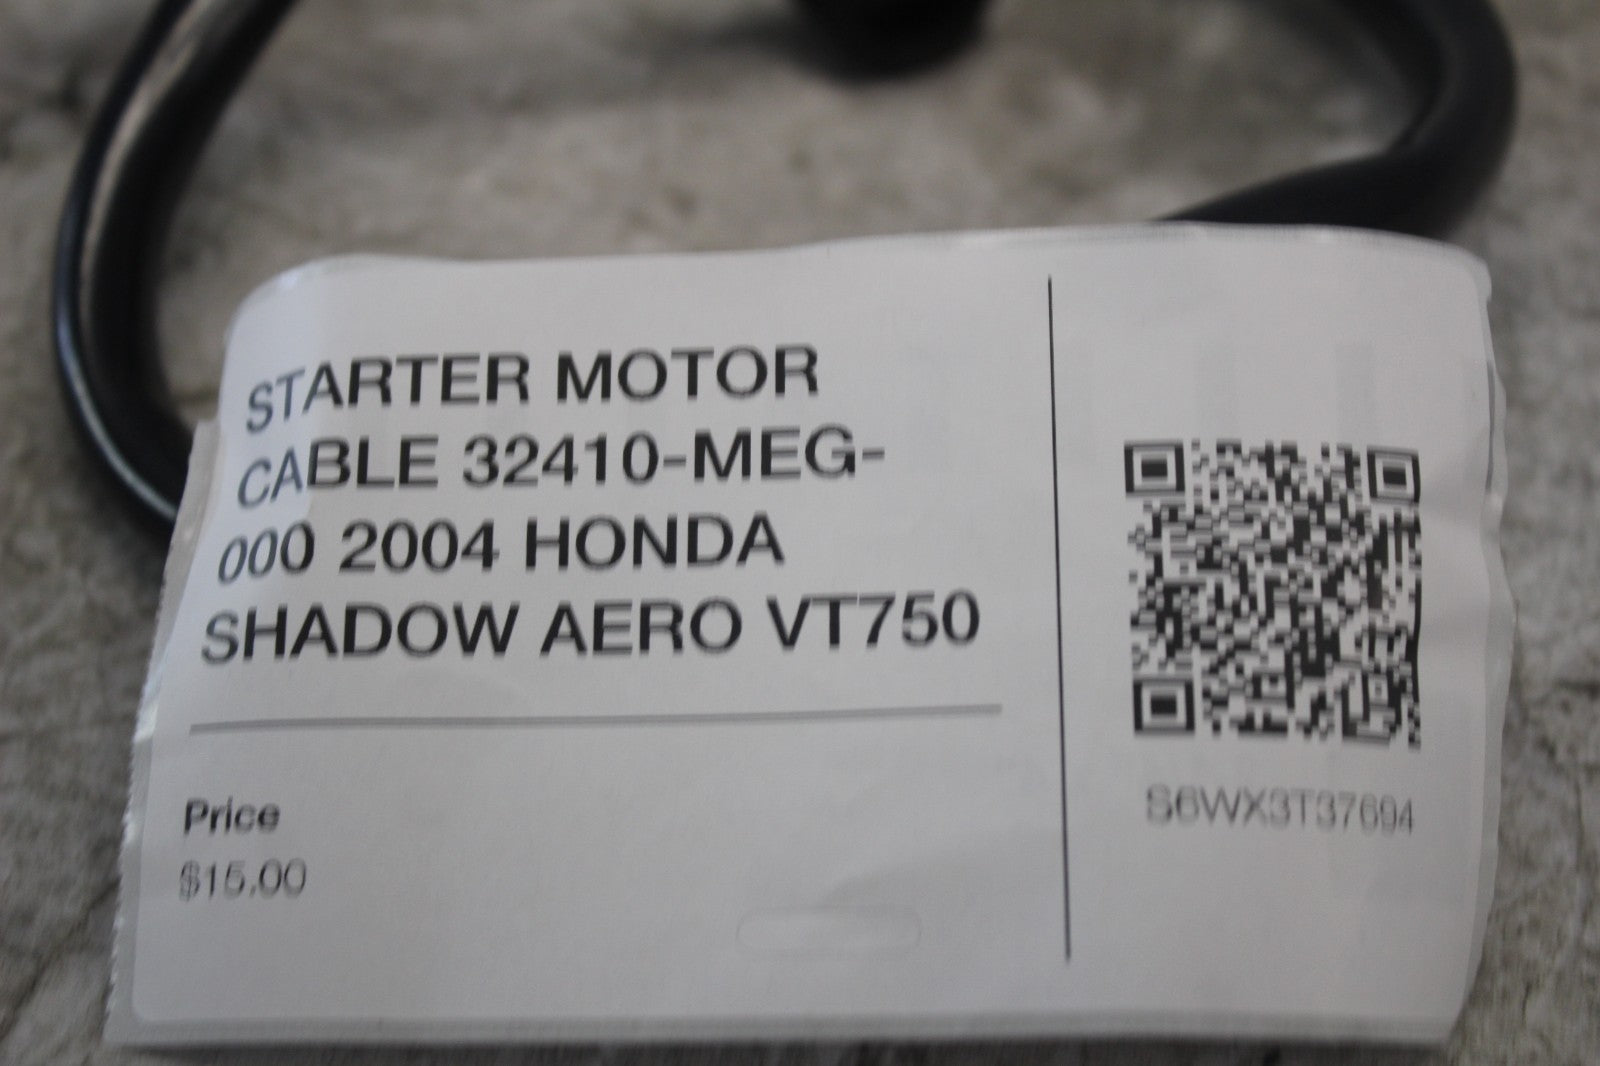 STARTER MOTOR
CABLE 32410-MEG-
000 2004 HONDA
SHADOW AERO VT750
Price
$15.00
S6WX3T37694